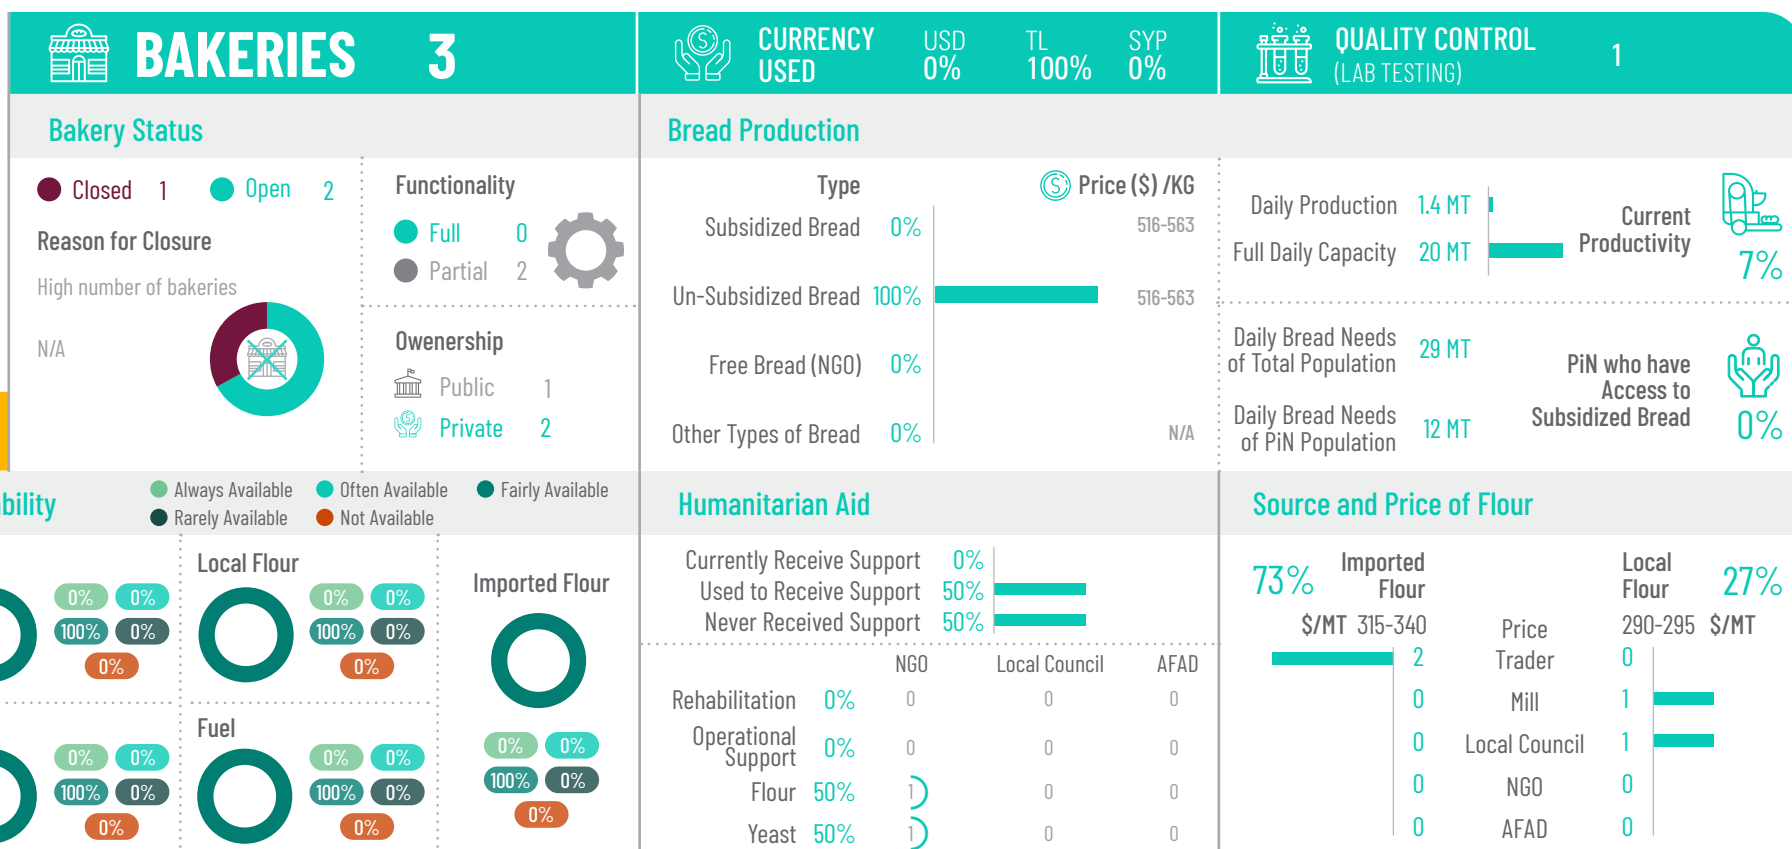 BAKERIES 3
CURRENCY
USED
USD
0%
TL
100%
SYP
0%
QUALITY CONTROL
(LAB TESTING)
1
Bakery Status
Closed 1
Open 2
Reason for Closure
High number of bakeries
N/A
Functionality
Full 0
Partial 2
Owenership
Public 1
Private 2
Bread Production
Type
Price ($) /KG
Subsidized Bread 0% 516-563
Un-Subsidized Bread 100% 516-563
Free Bread (NGO) 0%
Other Types of Bread 0% N/A
Daily Production 1.4 MT
Full Daily Capacity 20 MT
Current
Productivity
7%
Daily Bread Needs
of Total Population
29 MT
Daily Bread Needs
of PiN Population
12 MT
PiN who have
Access to
Subsidized Bread
0%
bility
Always Available
Often Available
Fairly Available
Rarely Available
Not Available
0% 0%
100% 0%
0%
Local Flour
0% 0%
100% 0%
0%
Imported Flour
0% 0%
100% 0%
0%
0% 0%
100% 0%
0%
Fuel
0% 0%
100% 0%
0%
Humanitarian Aid
Currently Receive Support 0%
Used to Receive Support 50%
Never Received Support 50%
NGO Local Council AFAD
Rehabilitation 0% 0 0 0
Operational
Support
0% 0 0 0
Flour 50% 1 0 0
Yeast 50% 1 0 0
Source and Price of Flour
73%
Imported
Flour
Local
Flour
27%
$/MT 315-340 Price 290-295 $/MT
2 Trader 0
0 Mill 1
0 Local Council 1
0 NGO 0
0 AFAD 0